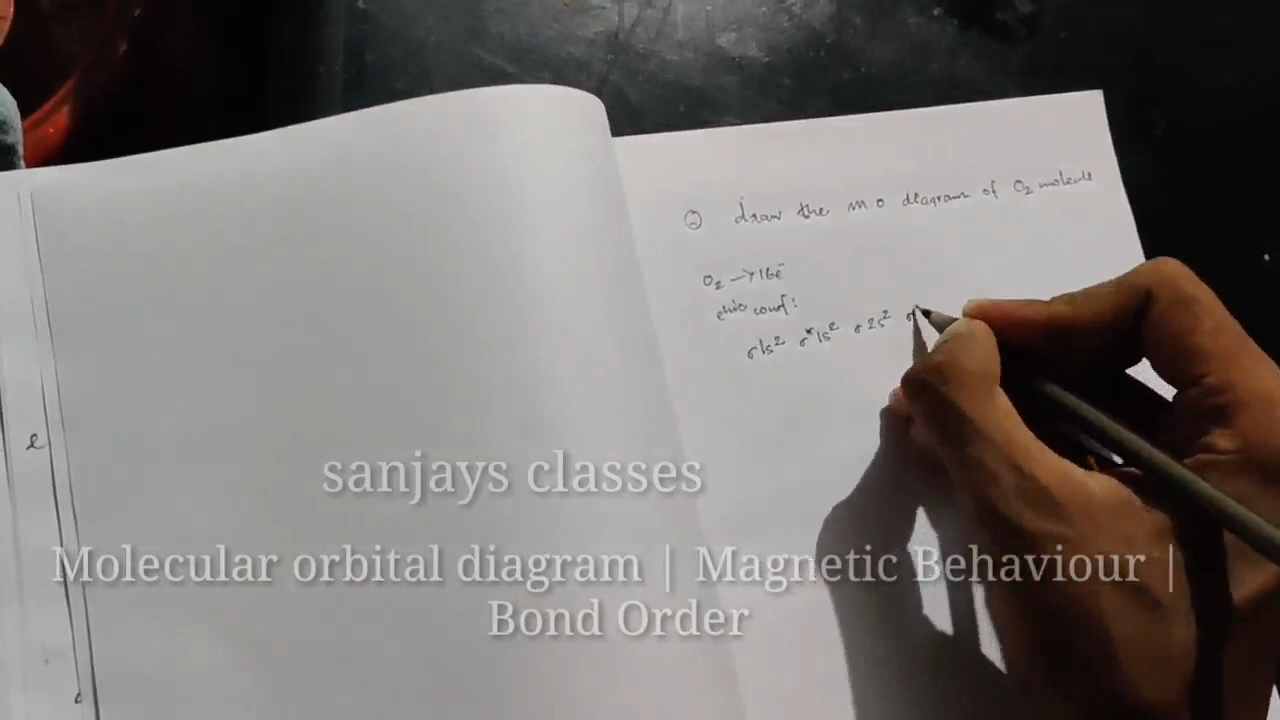 Q draw the M.O diagram of O₂ molecule
O₂ → 16e⁻
conf:
σ1s² σ*1s² σ2s² σ
sanjays classes
Molecular orbital diagram | Magnetic Behaviour |
Bond Order